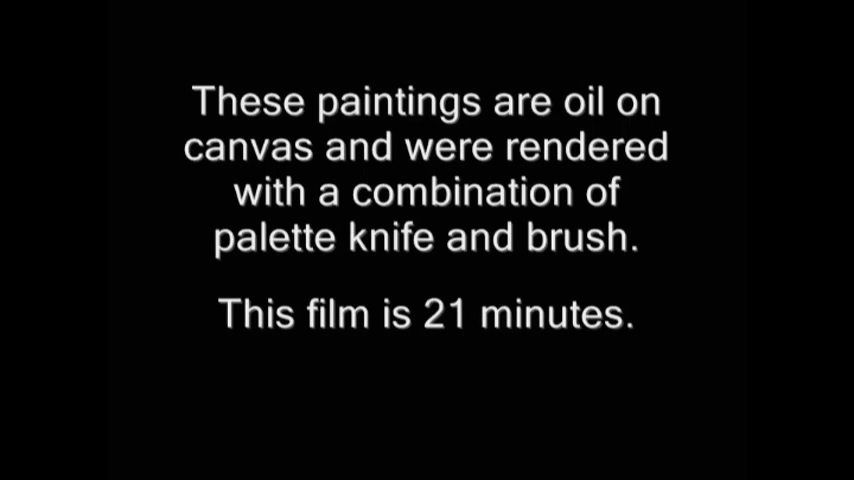 These paintings are oil on
canvas and were rendered
with a combination of
palette knife and brush.
This film is 21 minutes.